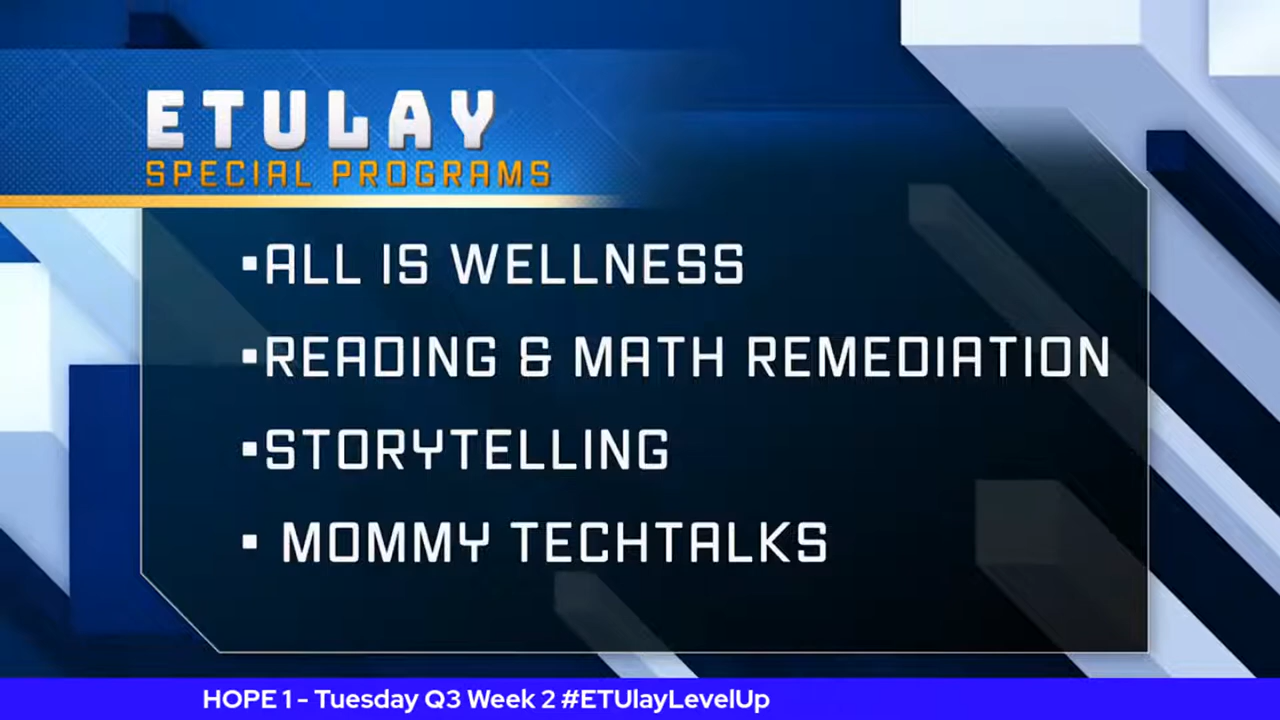 ETULAY
SPECIAL PROGRAMS
▪ALL IS WELLNESS
▪READING & MATH REMEDIATION
▪STORYTELLING
▪ MOMMY TECHTALKS
HOPE 1 - Tuesday Q3 Week 2 #ETUlayLevelUp